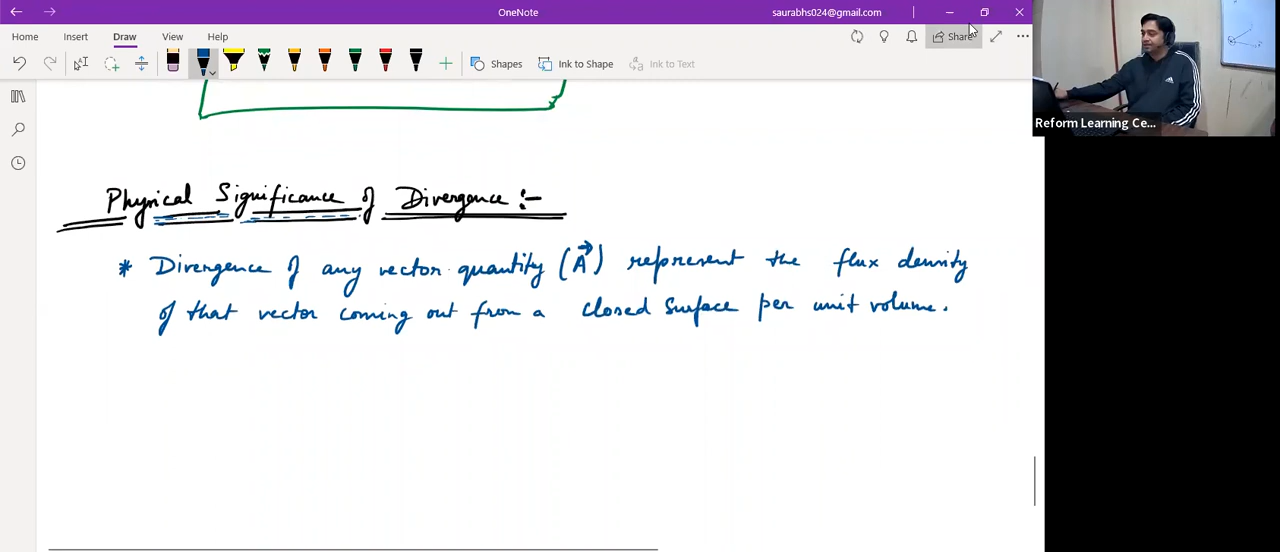 OneNote
saurabhs024@gmail.com
Home Insert Draw View Help
Share
Shapes Ink to Shape Ink to Text
Reform Learning Ce...
Physical Significance of Divergence :-
* Divergence of any vector quantity (A⃗) represent the flux density
of that vector coming out from a closed surface per unit volume.